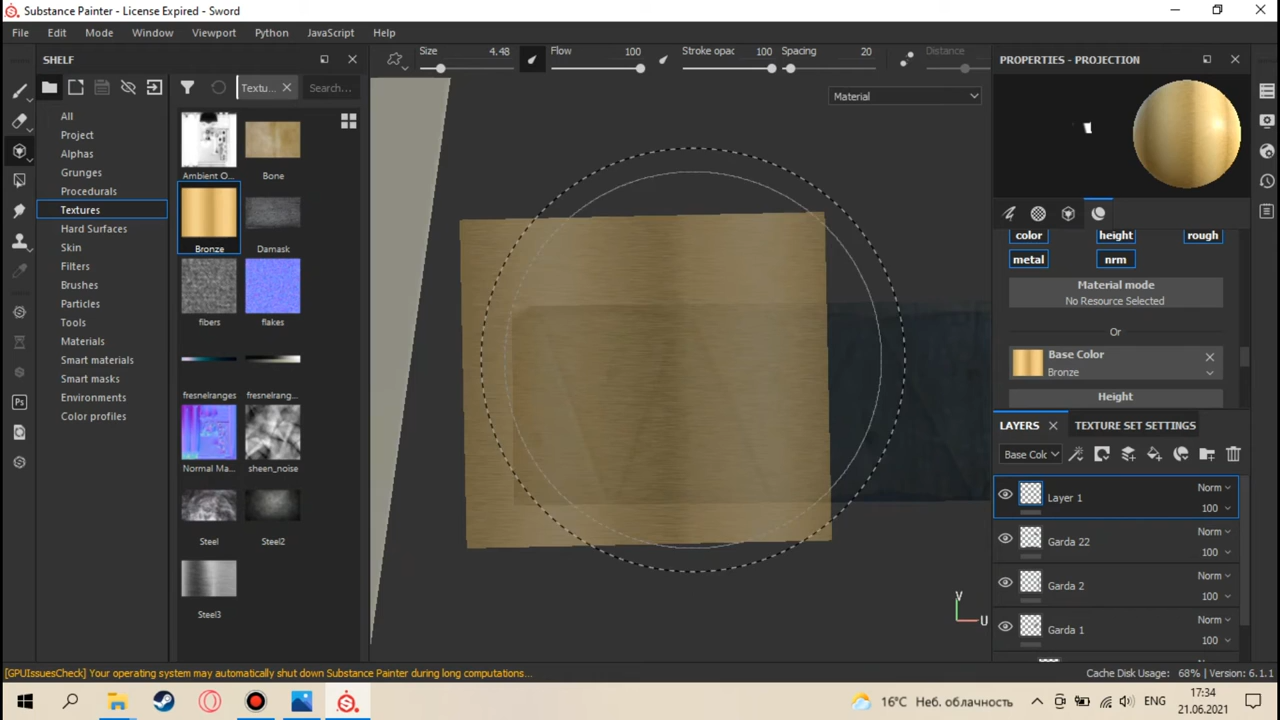 Substance Painter - License Expired - Sword
File Edit Mode Window Viewport Python JavaScript Help
SHELF
Size 4.48 Flow 100 Stroke opac 100 Spacing 20 Distance
PROPERTIES - PROJECTION
Textu... Search...
Material
All
Project
Alphas
Grunges
Procedurals
Textures
Hard Surfaces
Skin
Filters
Brushes
Particles
Tools
Materials
Smart materials
Smart masks
Environments
Color profiles
Ambient O... Bone
Bronze Damask
fibers flakes
fresnelranges fresnelrang...
Normal Ma... sheen_noise
Steel Steel2
Steel3
V
U
color height rough
metal nrm
Material mode
No Resource Selected
Or
Base Color
Bronze
Height
LAYERS TEXTURE SET SETTINGS
Base Colc
Layer 1 Norm 100
Garda 22 Norm 100
Garda 2 Norm 100
Garda 1 Norm 100
[GPUIssuesCheck] Your operating system may automatically shut down Substance Painter during long computations...
Cache Disk Usage: 68% | Version: 6.1.1
Ps
16°C Неб. облачность
ENG
17:34
21.06.2021